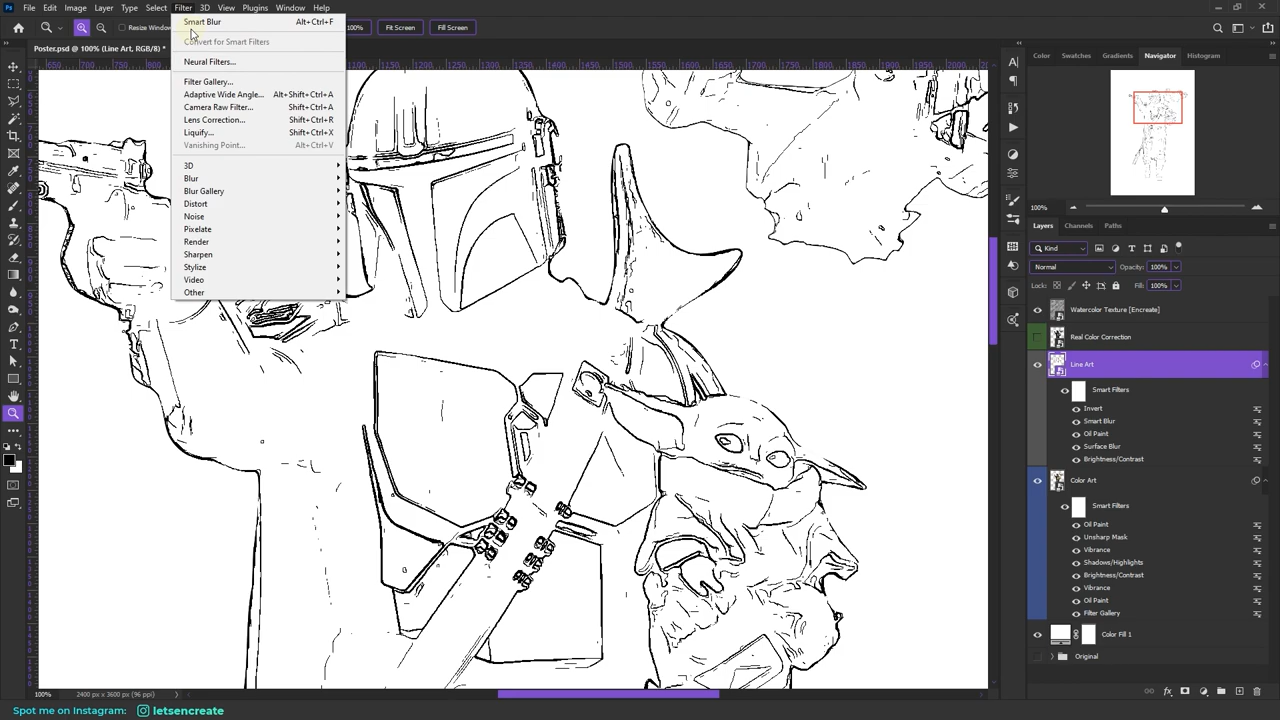 Ps File Edit Image Layer Type Select Filter 3D View Plugins Window Help
Resize Window 100% Fit Screen Fill Screen
Poster.psd @ 100% (Line Art, RGB/8) *
Smart Blur Alt+Ctrl+F
Convert for Smart Filters
Neural Filters...
Filter Gallery...
Adaptive Wide Angle... Alt+Shift+Ctrl+A
Camera Raw Filter... Shift+Ctrl+A
Lens Correction... Shift+Ctrl+R
Liquify... Shift+Ctrl+X
Vanishing Point... Alt+Ctrl+V
3D
Blur
Blur Gallery
Distort
Noise
Pixelate
Render
Sharpen
Stylize
Video
Other
Color Swatches Gradients Patterns Navigator Histogram
100%
Layers Channels Paths
Kind
Normal Opacity: 100%
Lock: Fill: 100%
Watercolor Texture [Encreate]
Real Color Correction
Line Art
Smart Filters
Invert
Smart Blur
Oil Paint
Surface Blur
Brightness/Contrast
Color Art
Smart Filters
Oil Paint
Unsharp Mask
Vibrance
Shadows/Highlights
Brightness/Contrast
Vibrance
Oil Paint
Filter Gallery
Color Fill 1
Original
100% 2400 px x 3600 px (96 ppi)
Spot me on Instagram: letsencreate